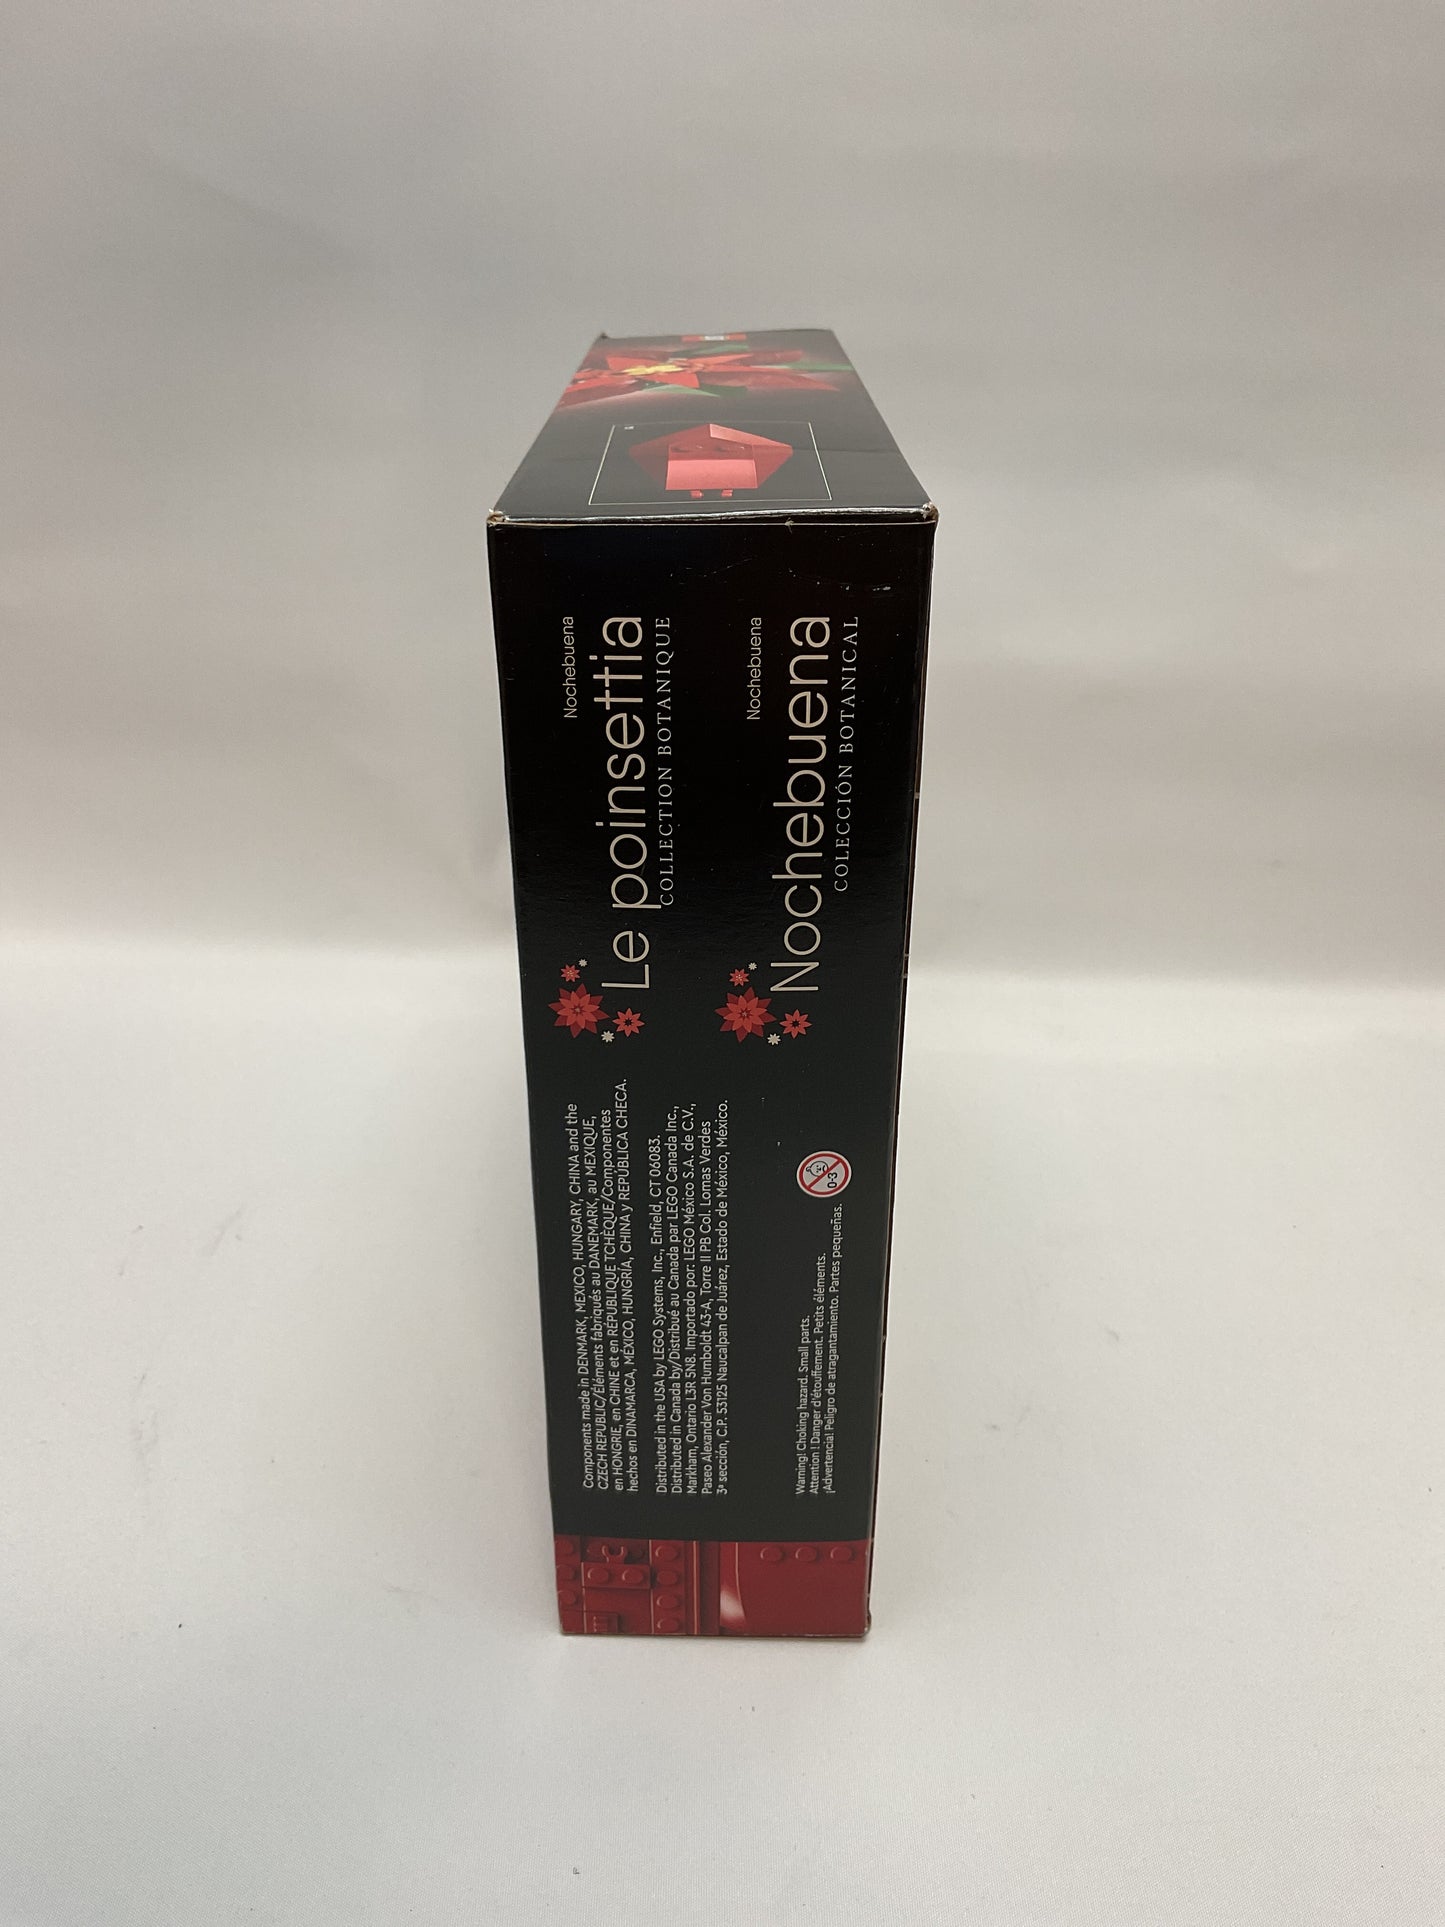 Nochebuena
Le poinsettia
COLLECTION BOTANIQUE
Nochebuena
Nochebuena
COLECCIÓN BOTANICAL
Components made in DENMARK, MEXICO, HUNGARY, CHINA and the
CZECH REPUBLIC/Éléments fabriqués au DANEMARK, au MEXIQUE,
en HONGRIE, en CHINE et en RÉPUBLIQUE TCHÈQUE/Componentes
hechos en DINAMARCA, MÉXICO, HUNGRÍA, CHINA y REPÚBLICA CHECA.
Distributed in the USA by LEGO Systems, Inc., Enfield, CT 06083.
Distributed in Canada by/Distribué au Canada par LEGO Canada Inc.,
Markham, Ontario L3R 5N8. Importado por: LEGO México S.A. de C.V.,
Paseo Alexander Von Humboldt 43-A, Torre II PB Col. Lomas Verdes
3ª sección, C.P. 53125 Naucalpan de Juárez, Estado de México, México.
0-3
Warning! Choking hazard. Small parts.
Attention ! Danger d'étouffement. Petits éléments.
¡Advertencia! Peligro de atragantamiento. Partes pequeñas.